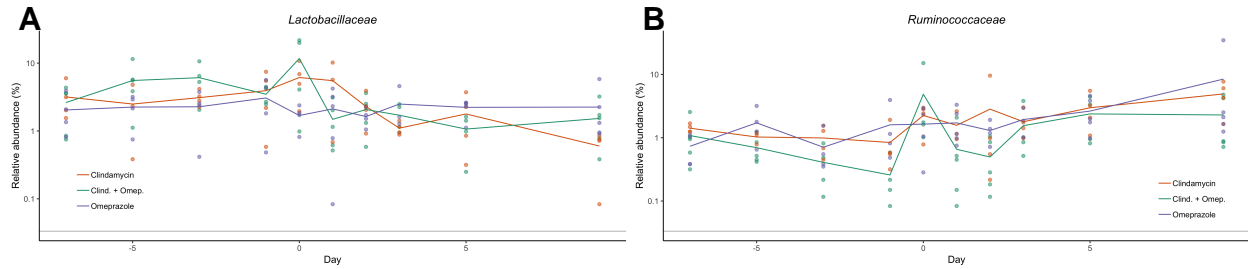 A
Lactobacillaceae
Relative abundance (%)
10
1
0.1
Clindamycin
Clind. + Omep.
Omeprazole
-5
0
5
Day
B
Ruminococcaceae
Relative abundance (%)
10
1
0.1
Clindamycin
Clind. + Omep.
Omeprazole
-5
0
5
Day